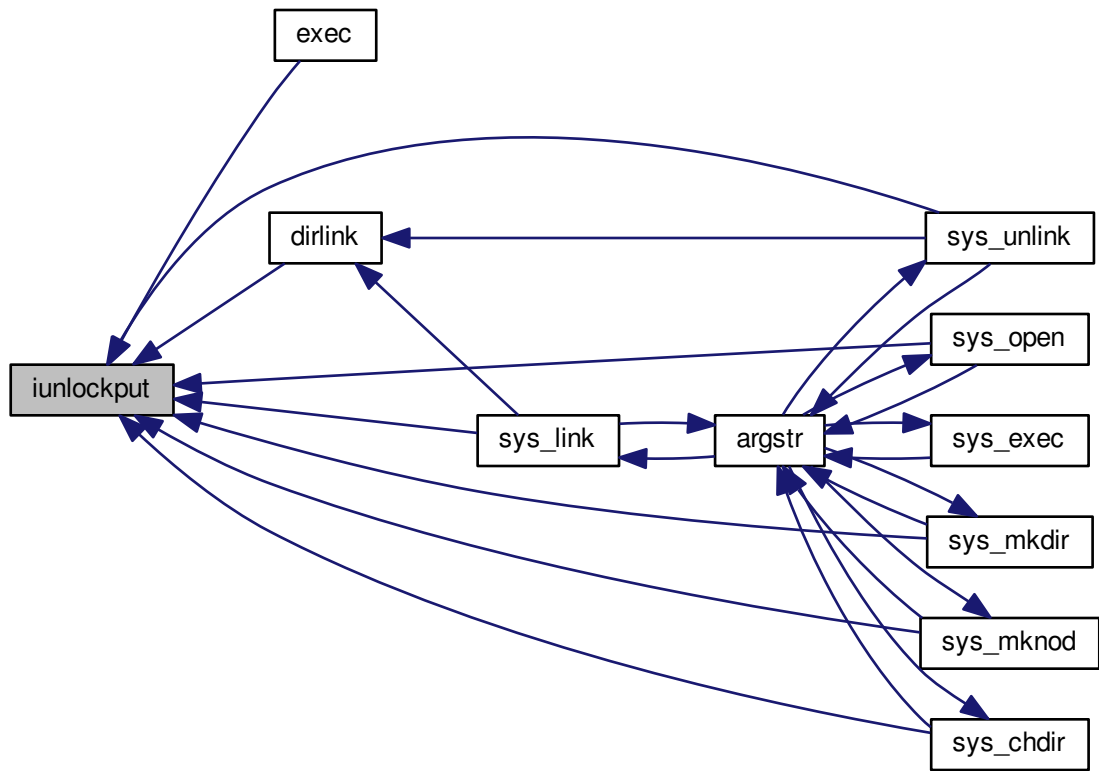 exec
dirlink
sys_unlink
sys_open
iunlockput
sys_link
argstr
sys_exec
sys_mkdir
sys_mknod
sys_chdir